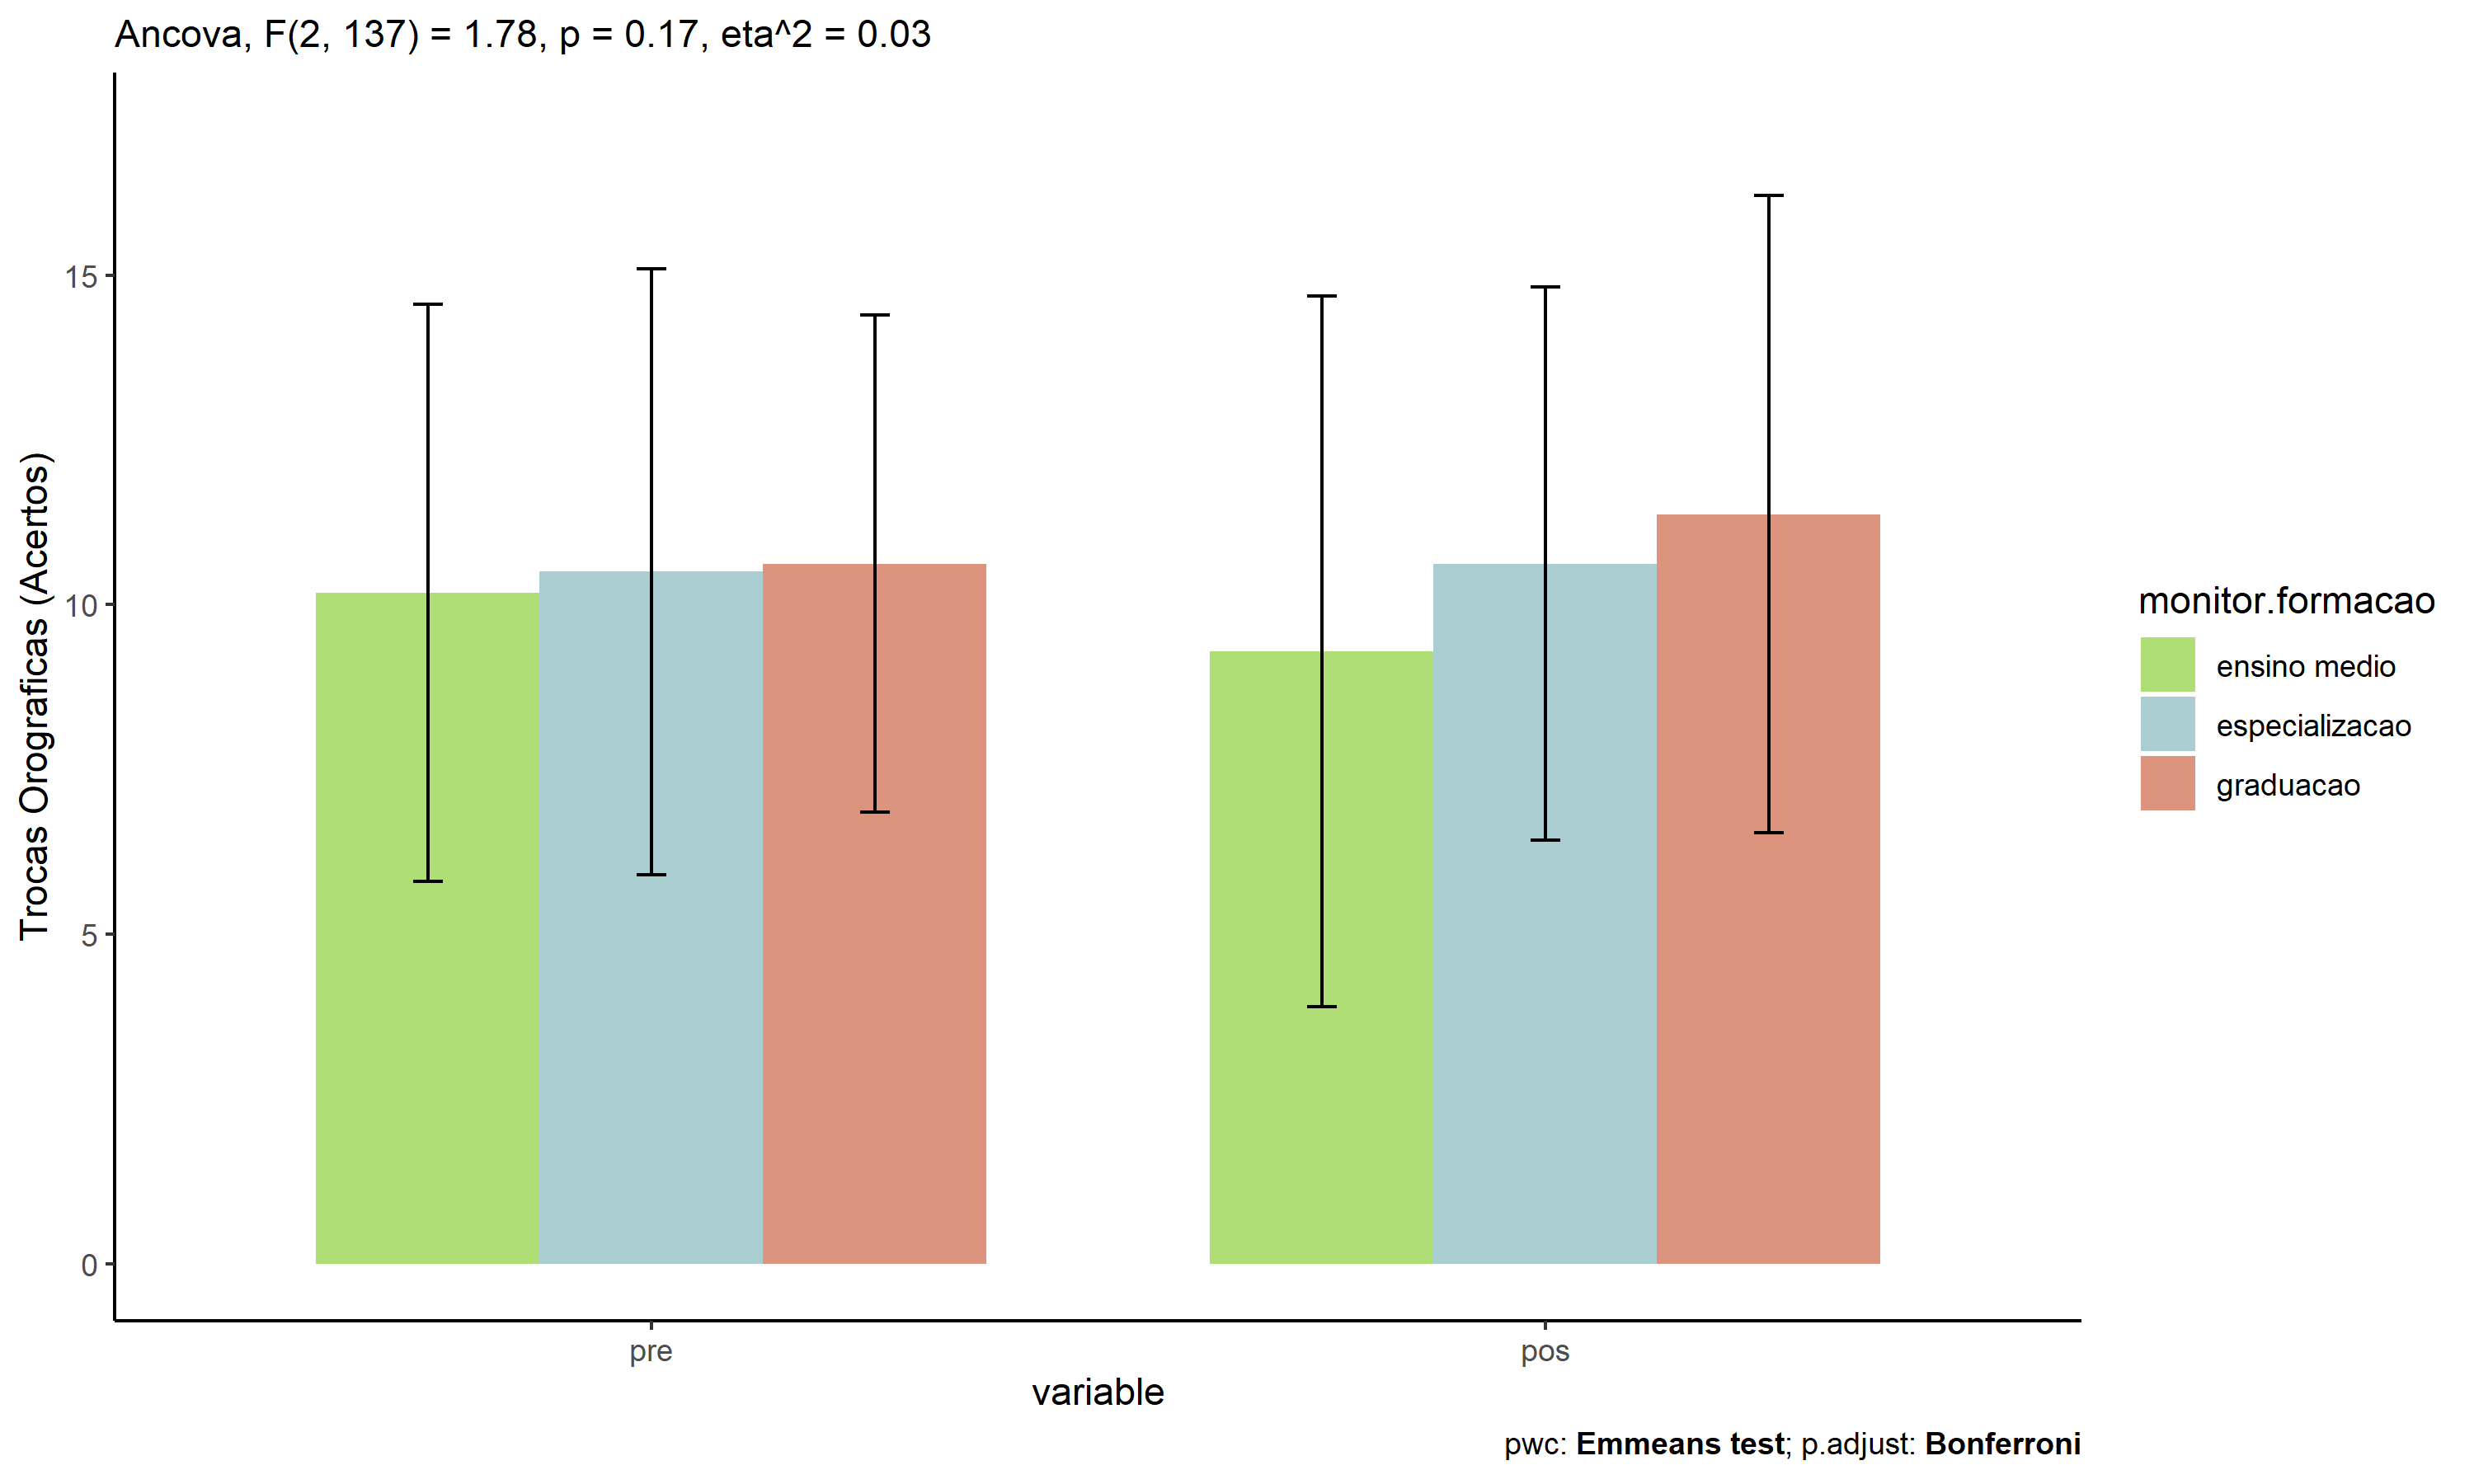 Ancova, F(2, 137) = 1.78, p = 0.17, eta^2 = 0.03
Trocas Orograficas (Acertos)
15
10
5
0
pre
pos
variable
monitor.formacao
ensino medio
especializacao
graduacao
pwc: Emmeans test; p.adjust: Bonferroni